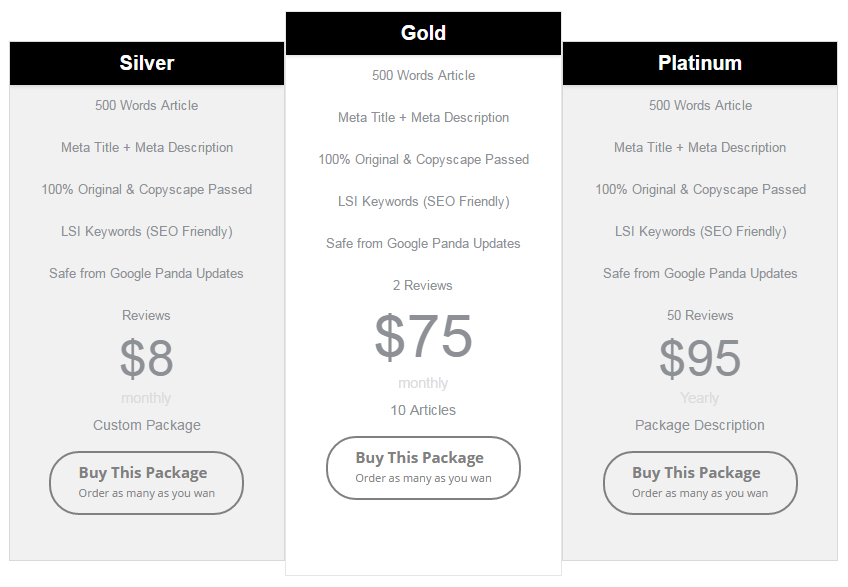 Silver
500 Words Article
Meta Title + Meta Description
100% Original & Copyscape Passed
LSI Keywords (SEO Friendly)
Safe from Google Panda Updates
Reviews
$8
monthly
Custom Package
Buy This Package
Order as many as you wan
Gold
500 Words Article
Meta Title + Meta Description
100% Original & Copyscape Passed
LSI Keywords (SEO Friendly)
Safe from Google Panda Updates
2 Reviews
$75
monthly
10 Articles
Buy This Package
Order as many as you wan
Platinum
500 Words Article
Meta Title + Meta Description
100% Original & Copyscape Passed
LSI Keywords (SEO Friendly)
Safe from Google Panda Updates
50 Reviews
$95
Yearly
Package Description
Buy This Package
Order as many as you wan